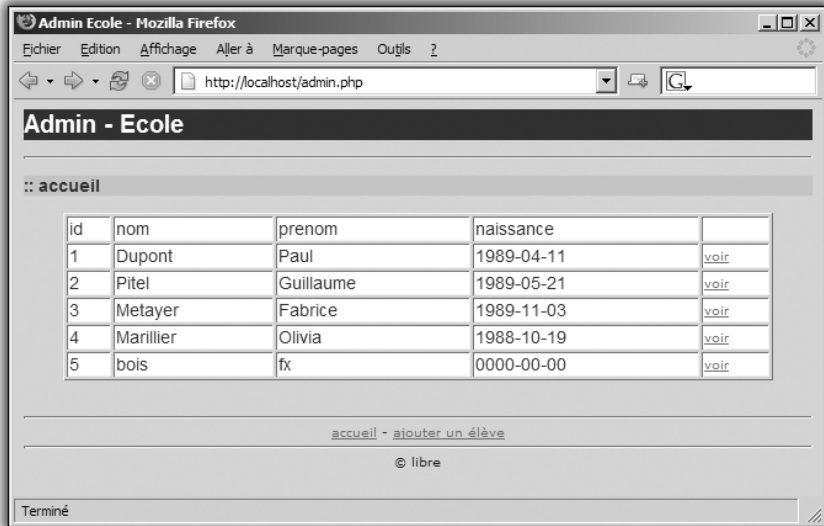 Admin Ecole - Mozilla Firefox
Fichier Edition Affichage Aller à Marque-pages Outils ?
http://localhost/admin.php G
Admin - Ecole
:: accueil
id nom prenom naissance
1 Dupont Paul 1989-04-11 voir
2 Pitel Guillaume 1989-05-21 voir
3 Metayer Fabrice 1989-11-03 voir
4 Marillier Olivia 1988-10-19 voir
5 bois fx 0000-00-00 voir
accueil - ajouter un élève
© libre
Terminé